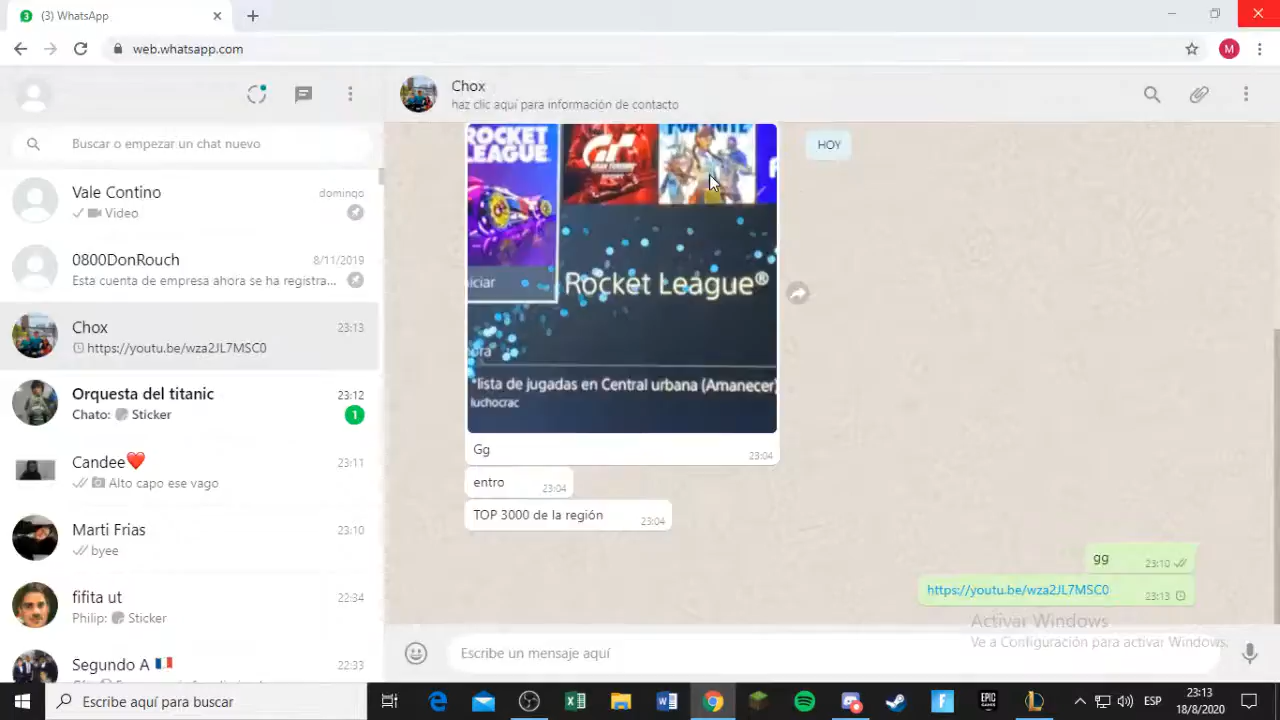 (3) WhatsApp
web.whatsapp.com
M
Buscar o empezar un chat nuevo
Vale Contino
domingo
Video
0800DonRouch
8/11/2019
Esta cuenta de empresa ahora se ha registra...
Chox
23:13
https://youtu.be/wza2JL7MSC0
Orquesta del titanic
23:12
Chato: Sticker
1
Candee
23:11
Alto capo ese vago
Marti Frias
23:10
byee
fifita ut
22:34
Philip: Sticker
Segundo A
22:33
Chox
haz clic aquí para información de contacto
HOY
ROCKET
LEAGUE
FORTNITE
iciar
Rocket League®
ora
"lista de jugadas en Central urbana (Amanecer)
luchocrac
Gg
23:04
entro
23:04
TOP 3000 de la región
23:04
gg
23:10
https://youtu.be/wza2JL7MSC0
23:13
Activar Windows
Ve a Configuración para activar Windows.
Escribe un mensaje aquí
Escribe aquí para buscar
EPIC
GAMES
ESP
23:13
18/8/2020